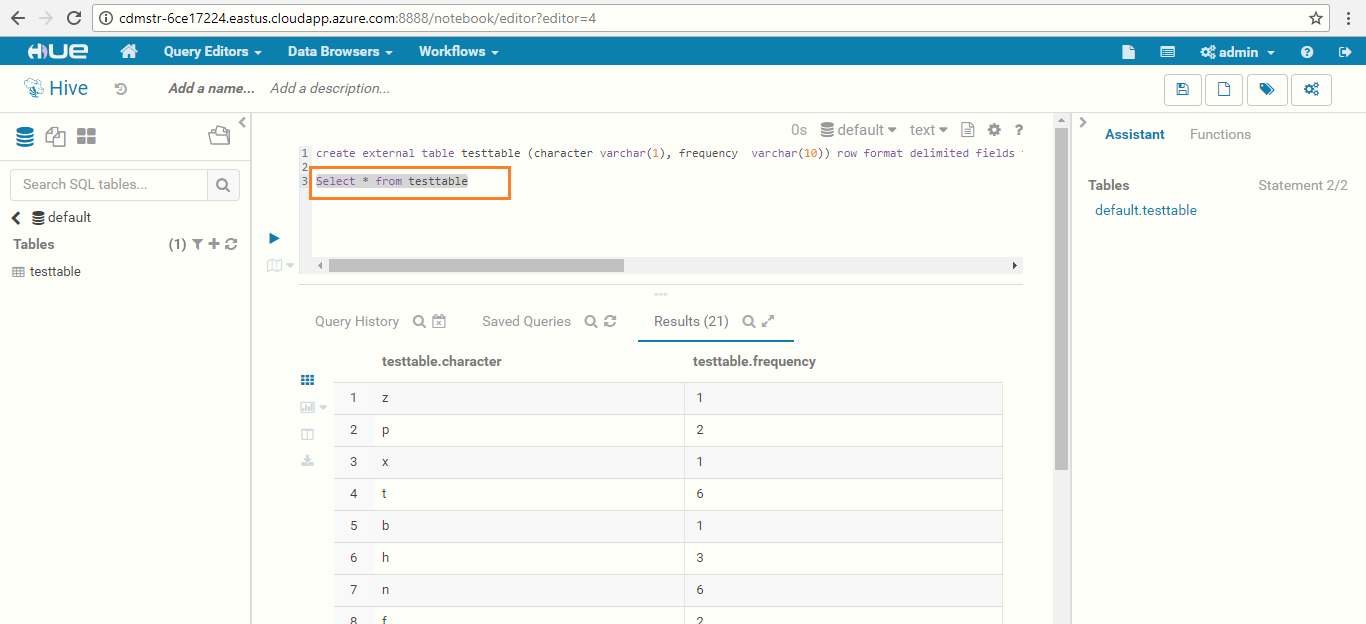 cdmstr-6ce17224.eastus.cloudapp.azure.com:8888/notebook/editor?editor=4
HUE Query Editors Data Browsers Workflows admin ?
Hive Add a name... Add a description...
0s default text ?
Assistant Functions
1 create external table testtable (character varchar(1), frequency varchar(10)) row format delimited fields
2
3 Select * from testtable
Search SQL tables...
Tables Statement 2/2
default.testtable
default
Tables (1)
testtable
Query History Saved Queries Results (21)
testtable.character testtable.frequency
1 z 1
2 p 2
3 x 1
4 t 6
5 b 1
6 h 3
7 n 6
8 f 2